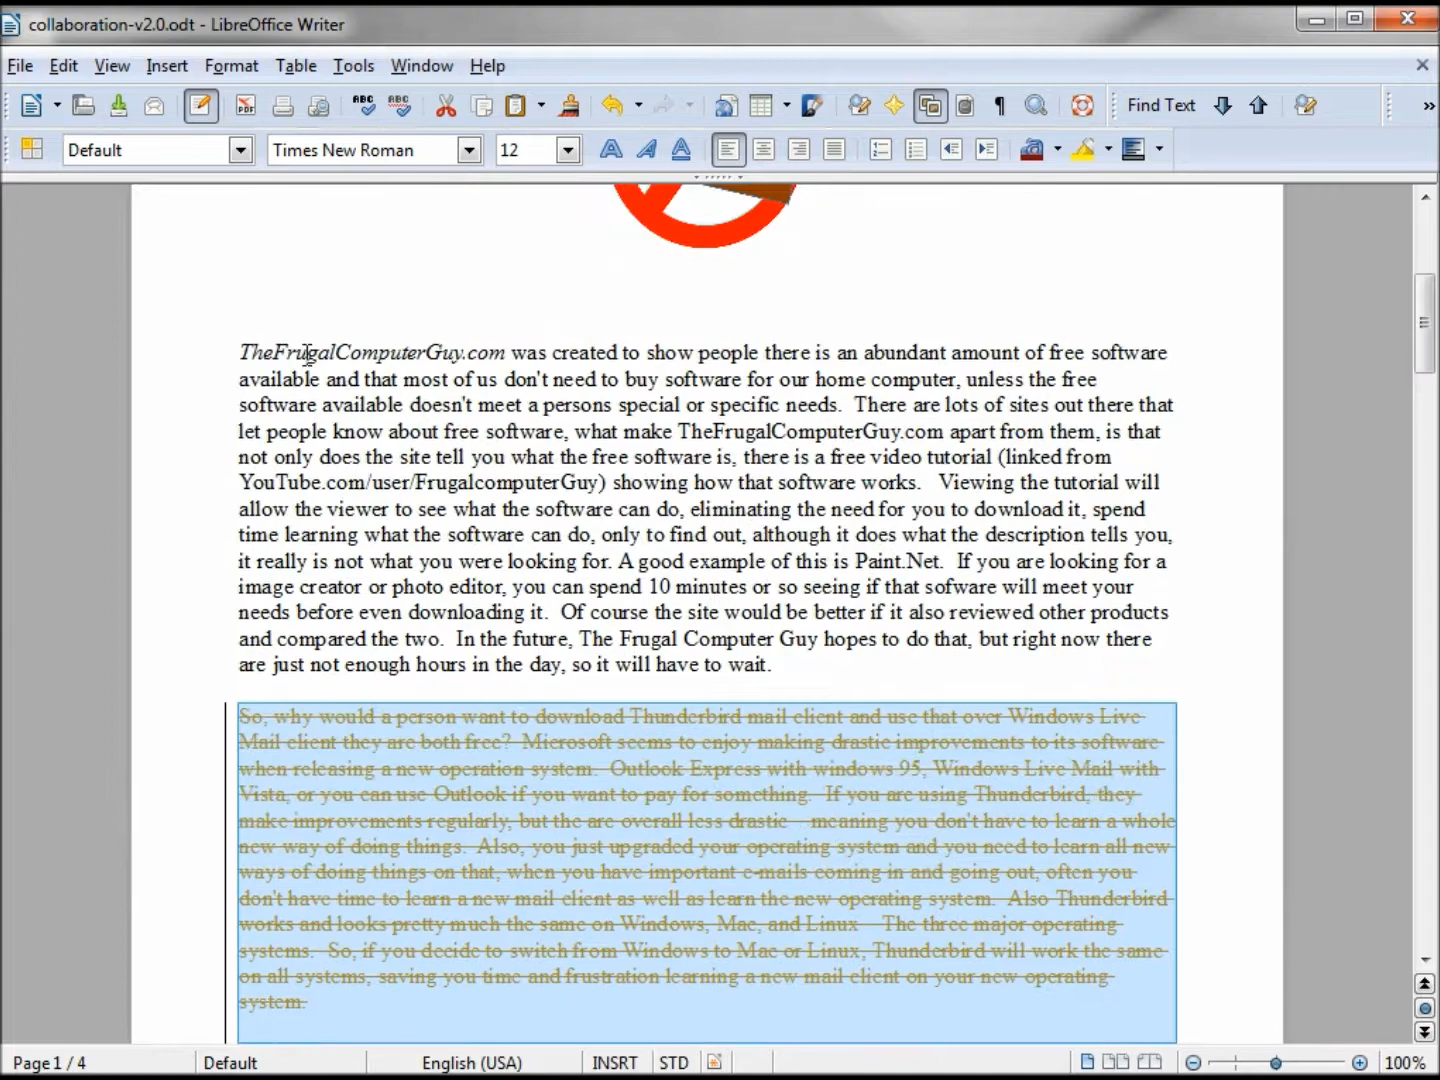 collaboration-v2.0.odt - LibreOffice Writer
File Edit View Insert Format Table Tools Window Help
PDF ABC ABC Find Text
Default Times New Roman 12
TheFrugalComputerGuy.com was created to show people there is an abundant amount of free software
available and that most of us don't need to buy software for our home computer, unless the free
software available doesn't meet a persons special or specific needs. There are lots of sites out there that
let people know about free software, what make TheFrugalComputerGuy.com apart from them, is that
not only does the site tell you what the free software is, there is a free video tutorial (linked from
YouTube.com/user/FrugalcomputerGuy) showing how that software works. Viewing the tutorial will
allow the viewer to see what the software can do, eliminating the need for you to download it, spend
time learning what the software can do, only to find out, although it does what the description tells you,
it really is not what you were looking for. A good example of this is Paint.Net. If you are looking for a
image creator or photo editor, you can spend 10 minutes or so seeing if that sofware will meet your
needs before even downloading it. Of course the site would be better if it also reviewed other products
and compared the two. In the future, The Frugal Computer Guy hopes to do that, but right now there
are just not enough hours in the day, so it will have to wait.
So, why would a person want to download Thunderbird mail client and use that over Windows Live
Mail client they are both free? Microsoft seems to enjoy making drastic improvements to its software
when releasing a new operation system. Outlook Express with windows 95, Windows Live Mail with
Vista, or you can use Outlook if you want to pay for something. If you are using Thunderbird, they
make improvements regularly, but the are overall less drastic – meaning you don't have to learn a whole
new way of doing things. Also, you just upgraded your operating system and you need to learn all new
ways of doing things on that, when you have important e-mails coming in and going out, often you
don't have time to learn a new mail client as well as learn the new operating system. Also Thunderbird
works and looks pretty much the same on Windows, Mac, and Linux – The three major operating
systems. So, if you decide to switch from Windows to Mac or Linux, Thunderbird will work the same
on all systems, saving you time and frustration learning a new mail client on your new operating
system.
Page 1 / 4 Default English (USA) INSRT STD 100%